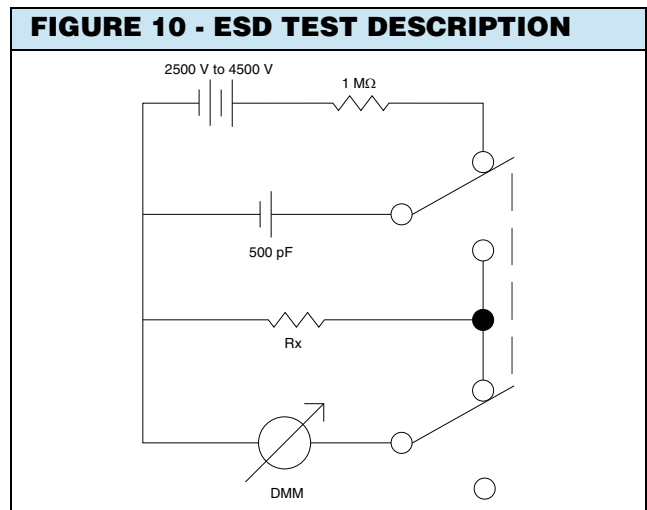 FIGURE 10 - ESD TEST DESCRIPTION
2500 V to 4500 V
1 MΩ
500 pF
Rx
DMM